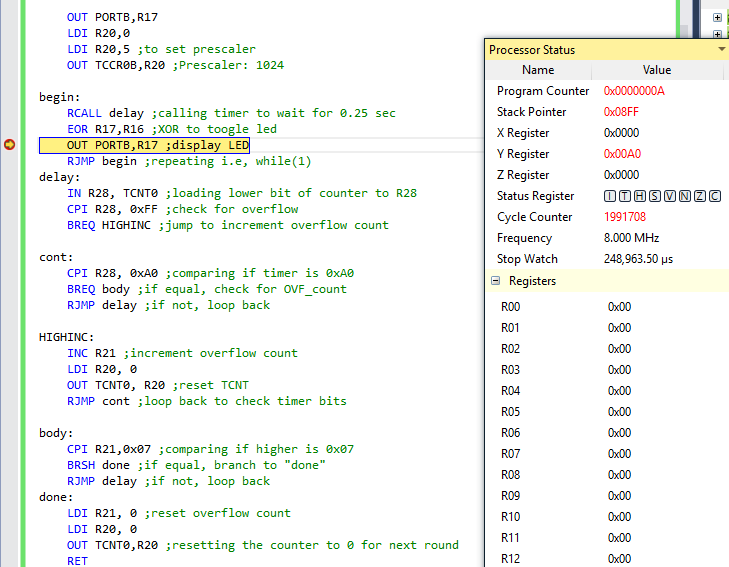 OUT PORTB,R17
LDI R20,0
LDI R20,5 ;to set prescaler
OUT TCCR0B,R20 ;Prescaler: 1024
begin:
RCALL delay ;calling timer to wait for 0.25 sec
EOR R17,R16 ;XOR to toogle led
OUT PORTB,R17 ;display LED
RJMP begin ;repeating i.e, while(1)
delay:
IN R28, TCNT0 ;loading lower bit of counter to R28
CPI R28, 0xFF ;check for overflow
BREQ HIGHINC ;jump to increment overflow count
cont:
CPI R28, 0xA0 ;comparing if timer is 0xA0
BREQ body ;if equal, check for OVF_count
RJMP delay ;if not, loop back
HIGHINC:
INC R21 ;increment overflow count
LDI R20, 0
OUT TCNT0, R20 ;reset TCNT
RJMP cont ;loop back to check timer bits
body:
CPI R21,0x07 ;comparing if higher is 0x07
BRSH done ;if equal, branch to "done"
RJMP delay ;if not, loop back
done:
LDI R21, 0 ;reset overflow count
LDI R20, 0
OUT TCNT0,R20 ;resetting the counter to 0 for next round
RET
Processor Status
Name Value
Program Counter 0x0000000A
Stack Pointer 0x08FF
X Register 0x0000
Y Register 0x00A0
Z Register 0x0000
Status Register I T H S V N Z C
Cycle Counter 1991708
Frequency 8.000 MHz
Stop Watch 248,963.50 µs
Registers
R00 0x00
R01 0x00
R02 0x00
R03 0x00
R04 0x00
R05 0x00
R06 0x00
R07 0x00
R08 0x00
R09 0x00
R10 0x00
R11 0x00
R12 0x00